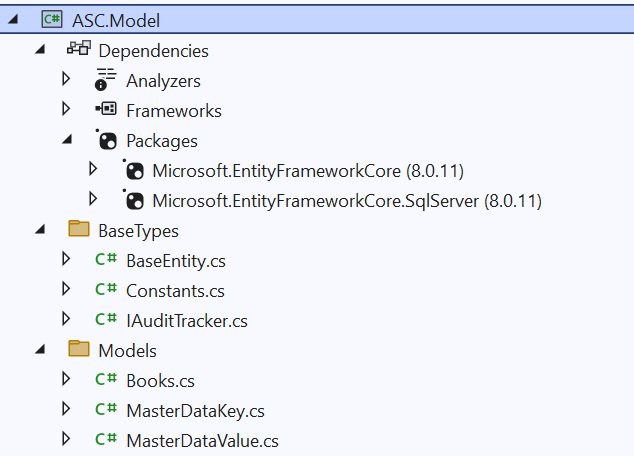 C# ASC.Model
Dependencies
Analyzers
Frameworks
Packages
Microsoft.EntityFrameworkCore (8.0.11)
Microsoft.EntityFrameworkCore.SqlServer (8.0.11)
BaseTypes
C# BaseEntity.cs
C# Constants.cs
C# IAuditTracker.cs
Models
C# Books.cs
C# MasterDataKey.cs
C# MasterDataValue.cs